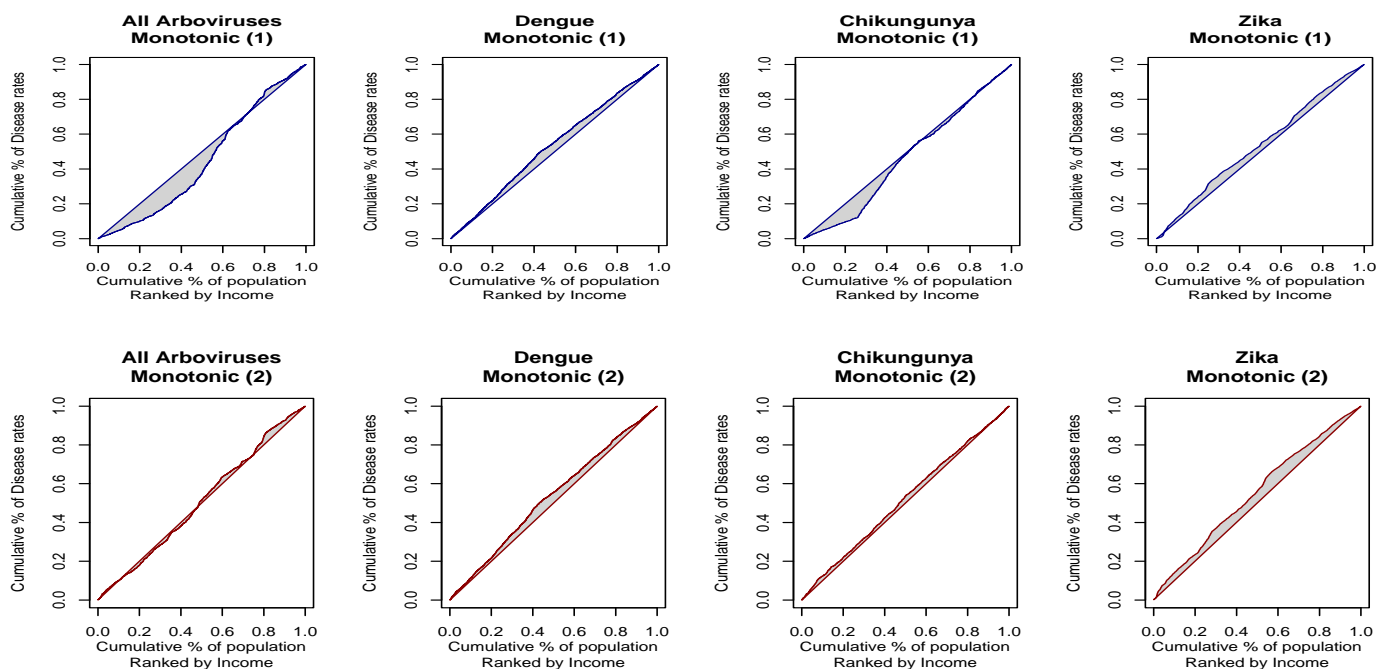 All Arboviruses
Monotonic (1)
Cumulative % of Disease rates
1.0
0.8
0.6
0.4
0.2
0.0
0.0 0.2 0.4 0.6 0.8 1.0
Cumulative % of population
Ranked by Income
Dengue
Monotonic (1)
Cumulative % of Disease rates
1.0
0.8
0.6
0.4
0.2
0.0
0.0 0.2 0.4 0.6 0.8 1.0
Cumulative % of population
Ranked by Income
Chikungunya
Monotonic (1)
Cumulative % of Disease rates
1.0
0.8
0.6
0.4
0.2
0.0
0.0 0.2 0.4 0.6 0.8 1.0
Cumulative % of population
Ranked by Income
Zika
Monotonic (1)
Cumulative % of Disease rates
1.0
0.8
0.6
0.4
0.2
0.0
0.0 0.2 0.4 0.6 0.8 1.0
Cumulative % of population
Ranked by Income
All Arboviruses
Monotonic (2)
Cumulative % of Disease rates
1.0
0.8
0.6
0.4
0.2
0.0
0.0 0.2 0.4 0.6 0.8 1.0
Cumulative % of population
Ranked by Income
Dengue
Monotonic (2)
Cumulative % of Disease rates
1.0
0.8
0.6
0.4
0.2
0.0
0.0 0.2 0.4 0.6 0.8 1.0
Cumulative % of population
Ranked by Income
Chikungunya
Monotonic (2)
Cumulative % of Disease rates
1.0
0.8
0.6
0.4
0.2
0.0
0.0 0.2 0.4 0.6 0.8 1.0
Cumulative % of population
Ranked by Income
Zika
Monotonic (2)
Cumulative % of Disease rates
1.0
0.8
0.6
0.4
0.2
0.0
0.0 0.2 0.4 0.6 0.8 1.0
Cumulative % of population
Ranked by Income